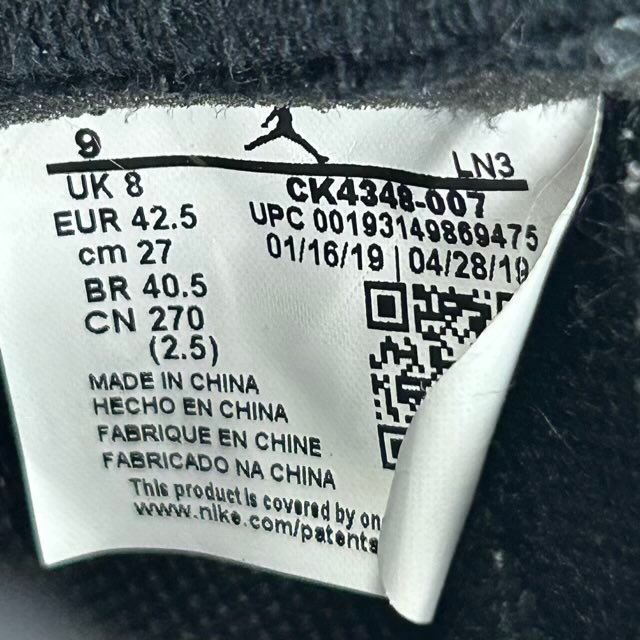 9
LN3
UK 8
CK4348-007
EUR 42.5
UPC 00193149869475
cm 27
01/16/19 | 04/28/19
BR 40.5
CN 270
(2.5)
MADE IN CHINA
HECHO EN CHINA
FABRIQUE EN CHINE
FABRICADO NA CHINA
This product is covered by on
www.nike.com/patents